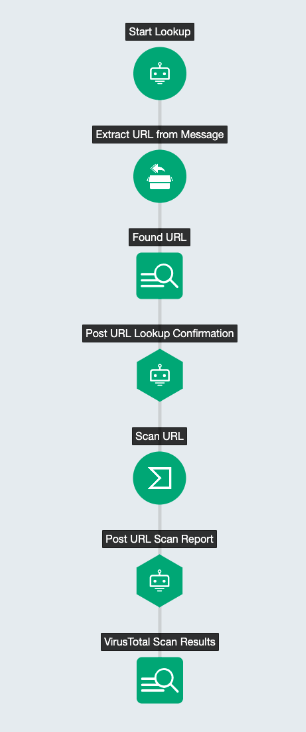 Start Lookup
Extract URL from Message
Found URL
Post URL Lookup Confirmation
Scan URL
Post URL Scan Report
VirusTotal Scan Results